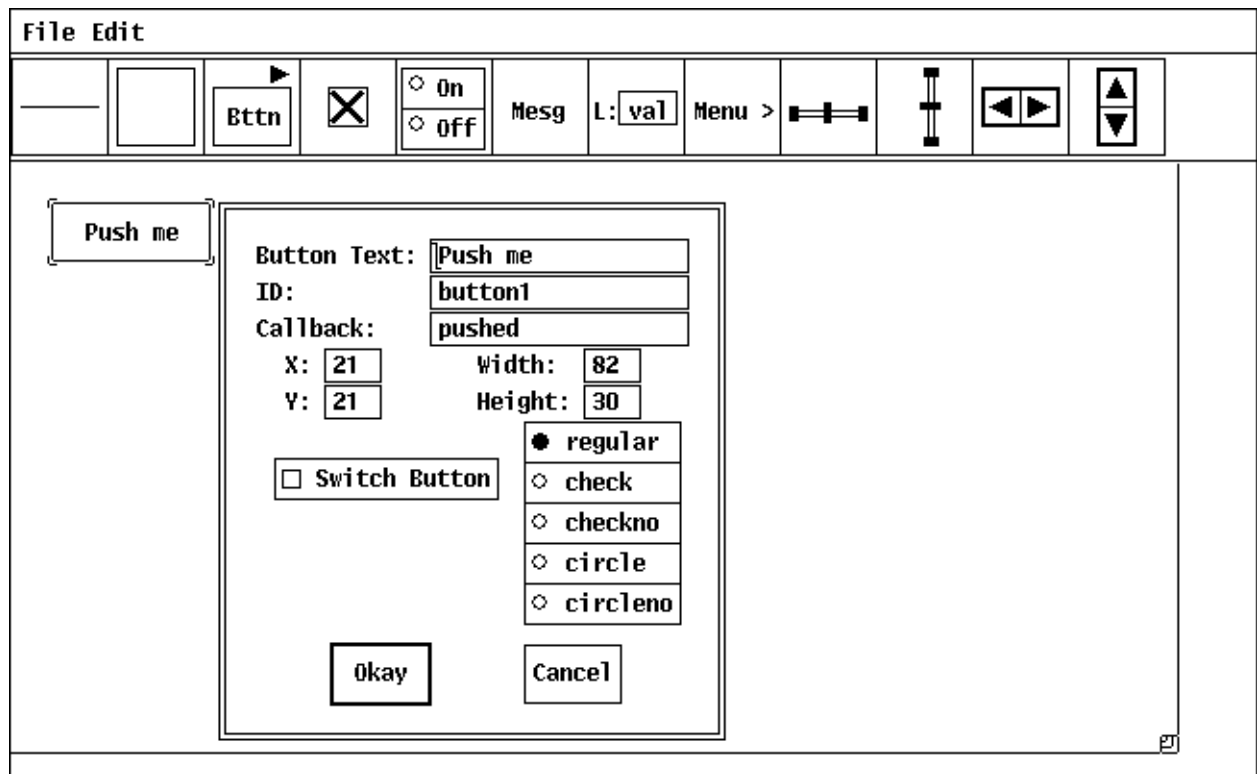 File Edit
Bttn
On
Off
Mesg
L: val
Menu >
Push me
Button Text: Push me
ID: button1
Callback: pushed
X: 21 Width: 82
Y: 21 Height: 30
regular
Switch Button
check
checkno
circle
circleno
Okay Cancel